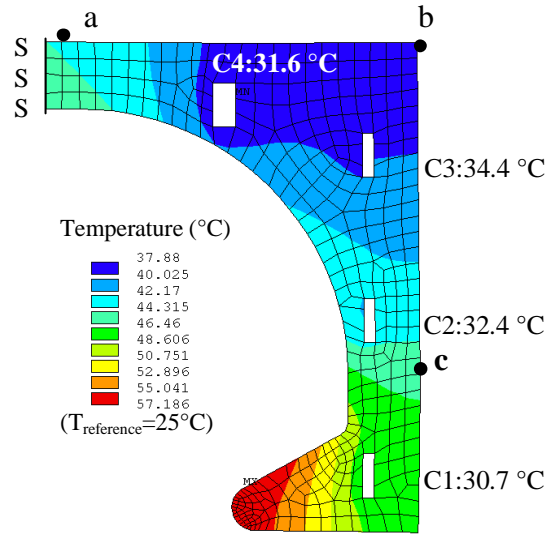 a
b
S
S
S
C4:31.6 °C
MN
C3:34.4 °C
Temperature (°C)
37.88
40.025
42.17
44.315
46.46
48.606
50.751
52.896
55.041
57.186
(Treference=25°C)
C2:32.4 °C
c
MX
C1:30.7 °C